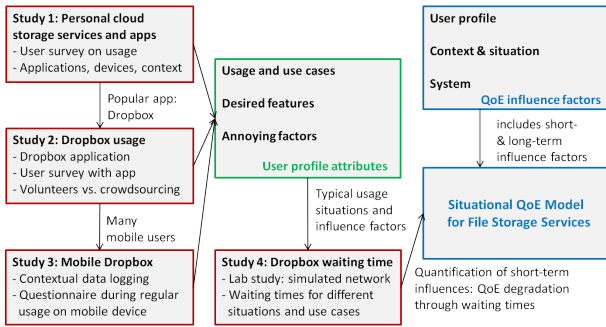 Study 1: Personal cloud
storage services and apps
- User survey on usage
- Applications, devices, context
Popular app:
Dropbox
Study 2: Dropbox usage
- Dropbox application
- User survey with app
- Volunteers vs. crowdsourcing
Many
mobile users
Study 3: Mobile Dropbox
- Contextual data logging
- Questionnaire during regular
usage on mobile device
Usage and use cases
Desired features
Annoying factors
User profile attributes
Typical usage
situations and
influence factors
Study 4: Dropbox waiting time
- Lab study: simulated network
- Waiting times for different
situations and use cases
User profile
Context & situation
System
QoE influence factors
includes short-
& long-term
influence factors
Situational QoE Model
for File Storage Services
Quantification of short-term
influences: QoE degradation
through waiting times